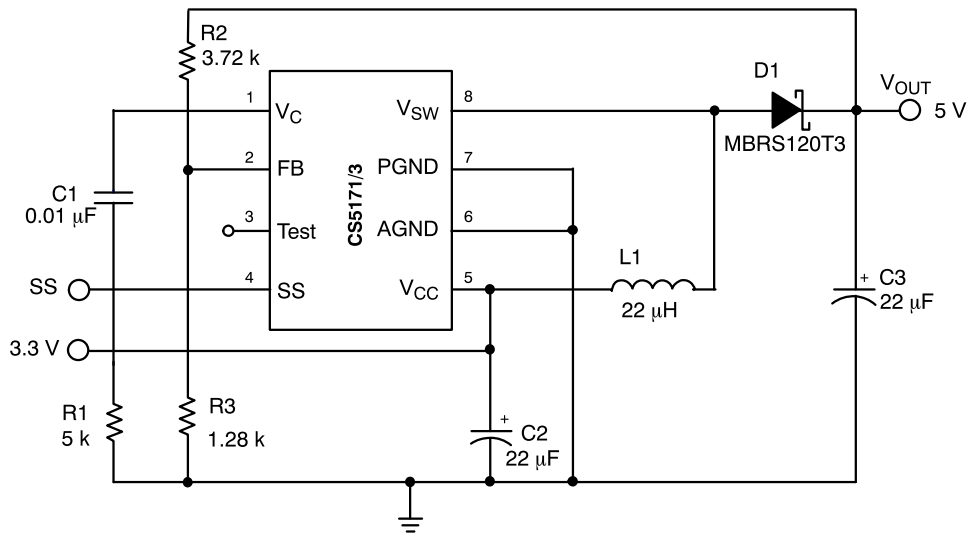 R2
3.72 k
D1
V_OUT
5 V
MBRS120T3
1
V_C
V_SW
8
2
FB
PGND
7
C1
0.01 µF
CS5171/3
3
Test
AGND
6
L1
22 µH
SS
4
SS
V_CC
5
+
C3
22 µF
3.3 V
R1
5 k
R3
1.28 k
+
C2
22 µF